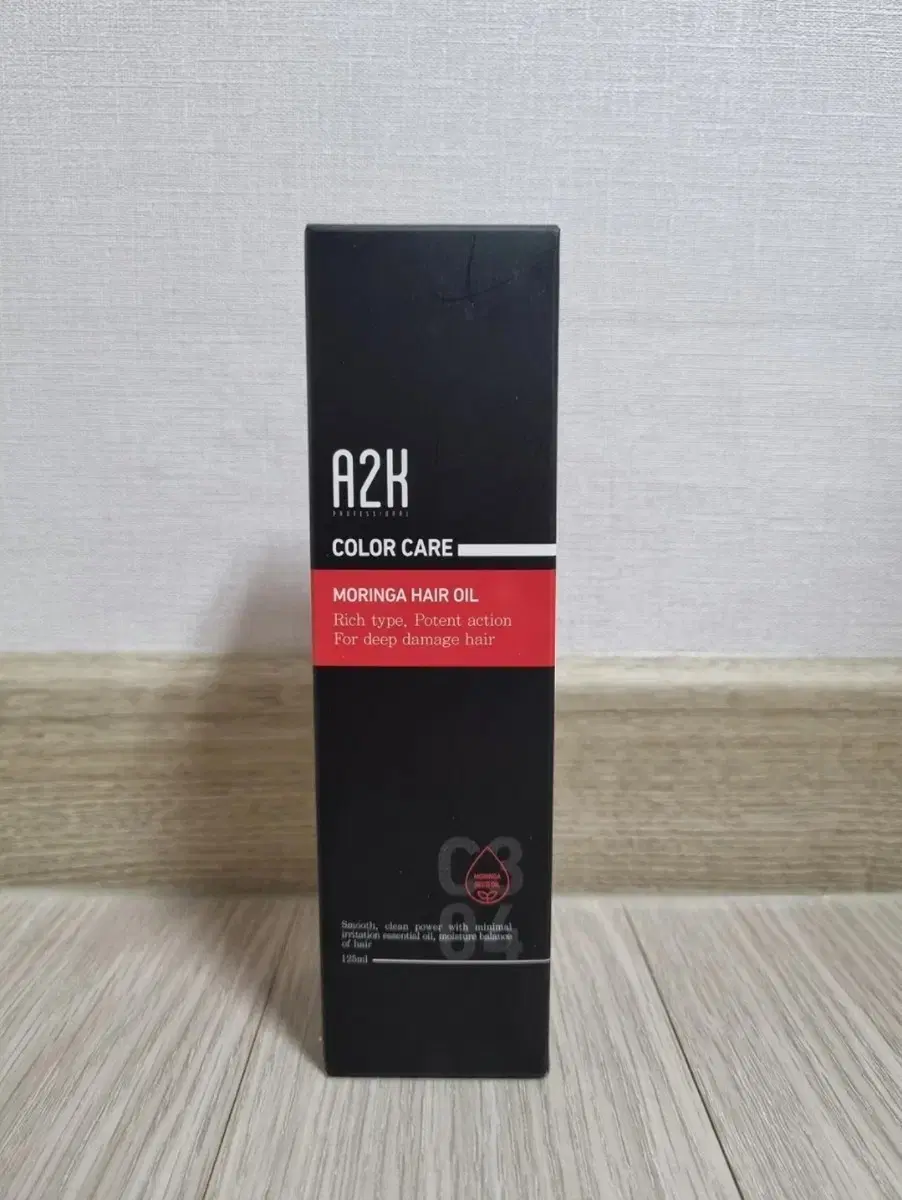 A2K
PROFESSIONAL
COLOR CARE
MORINGA HAIR OIL
Rich type, Potent action
For deep damage hair
C3
04
MORINGA
Smooth, clean power with minimal
irritation essential oil, moisture balance
of hair
125ml